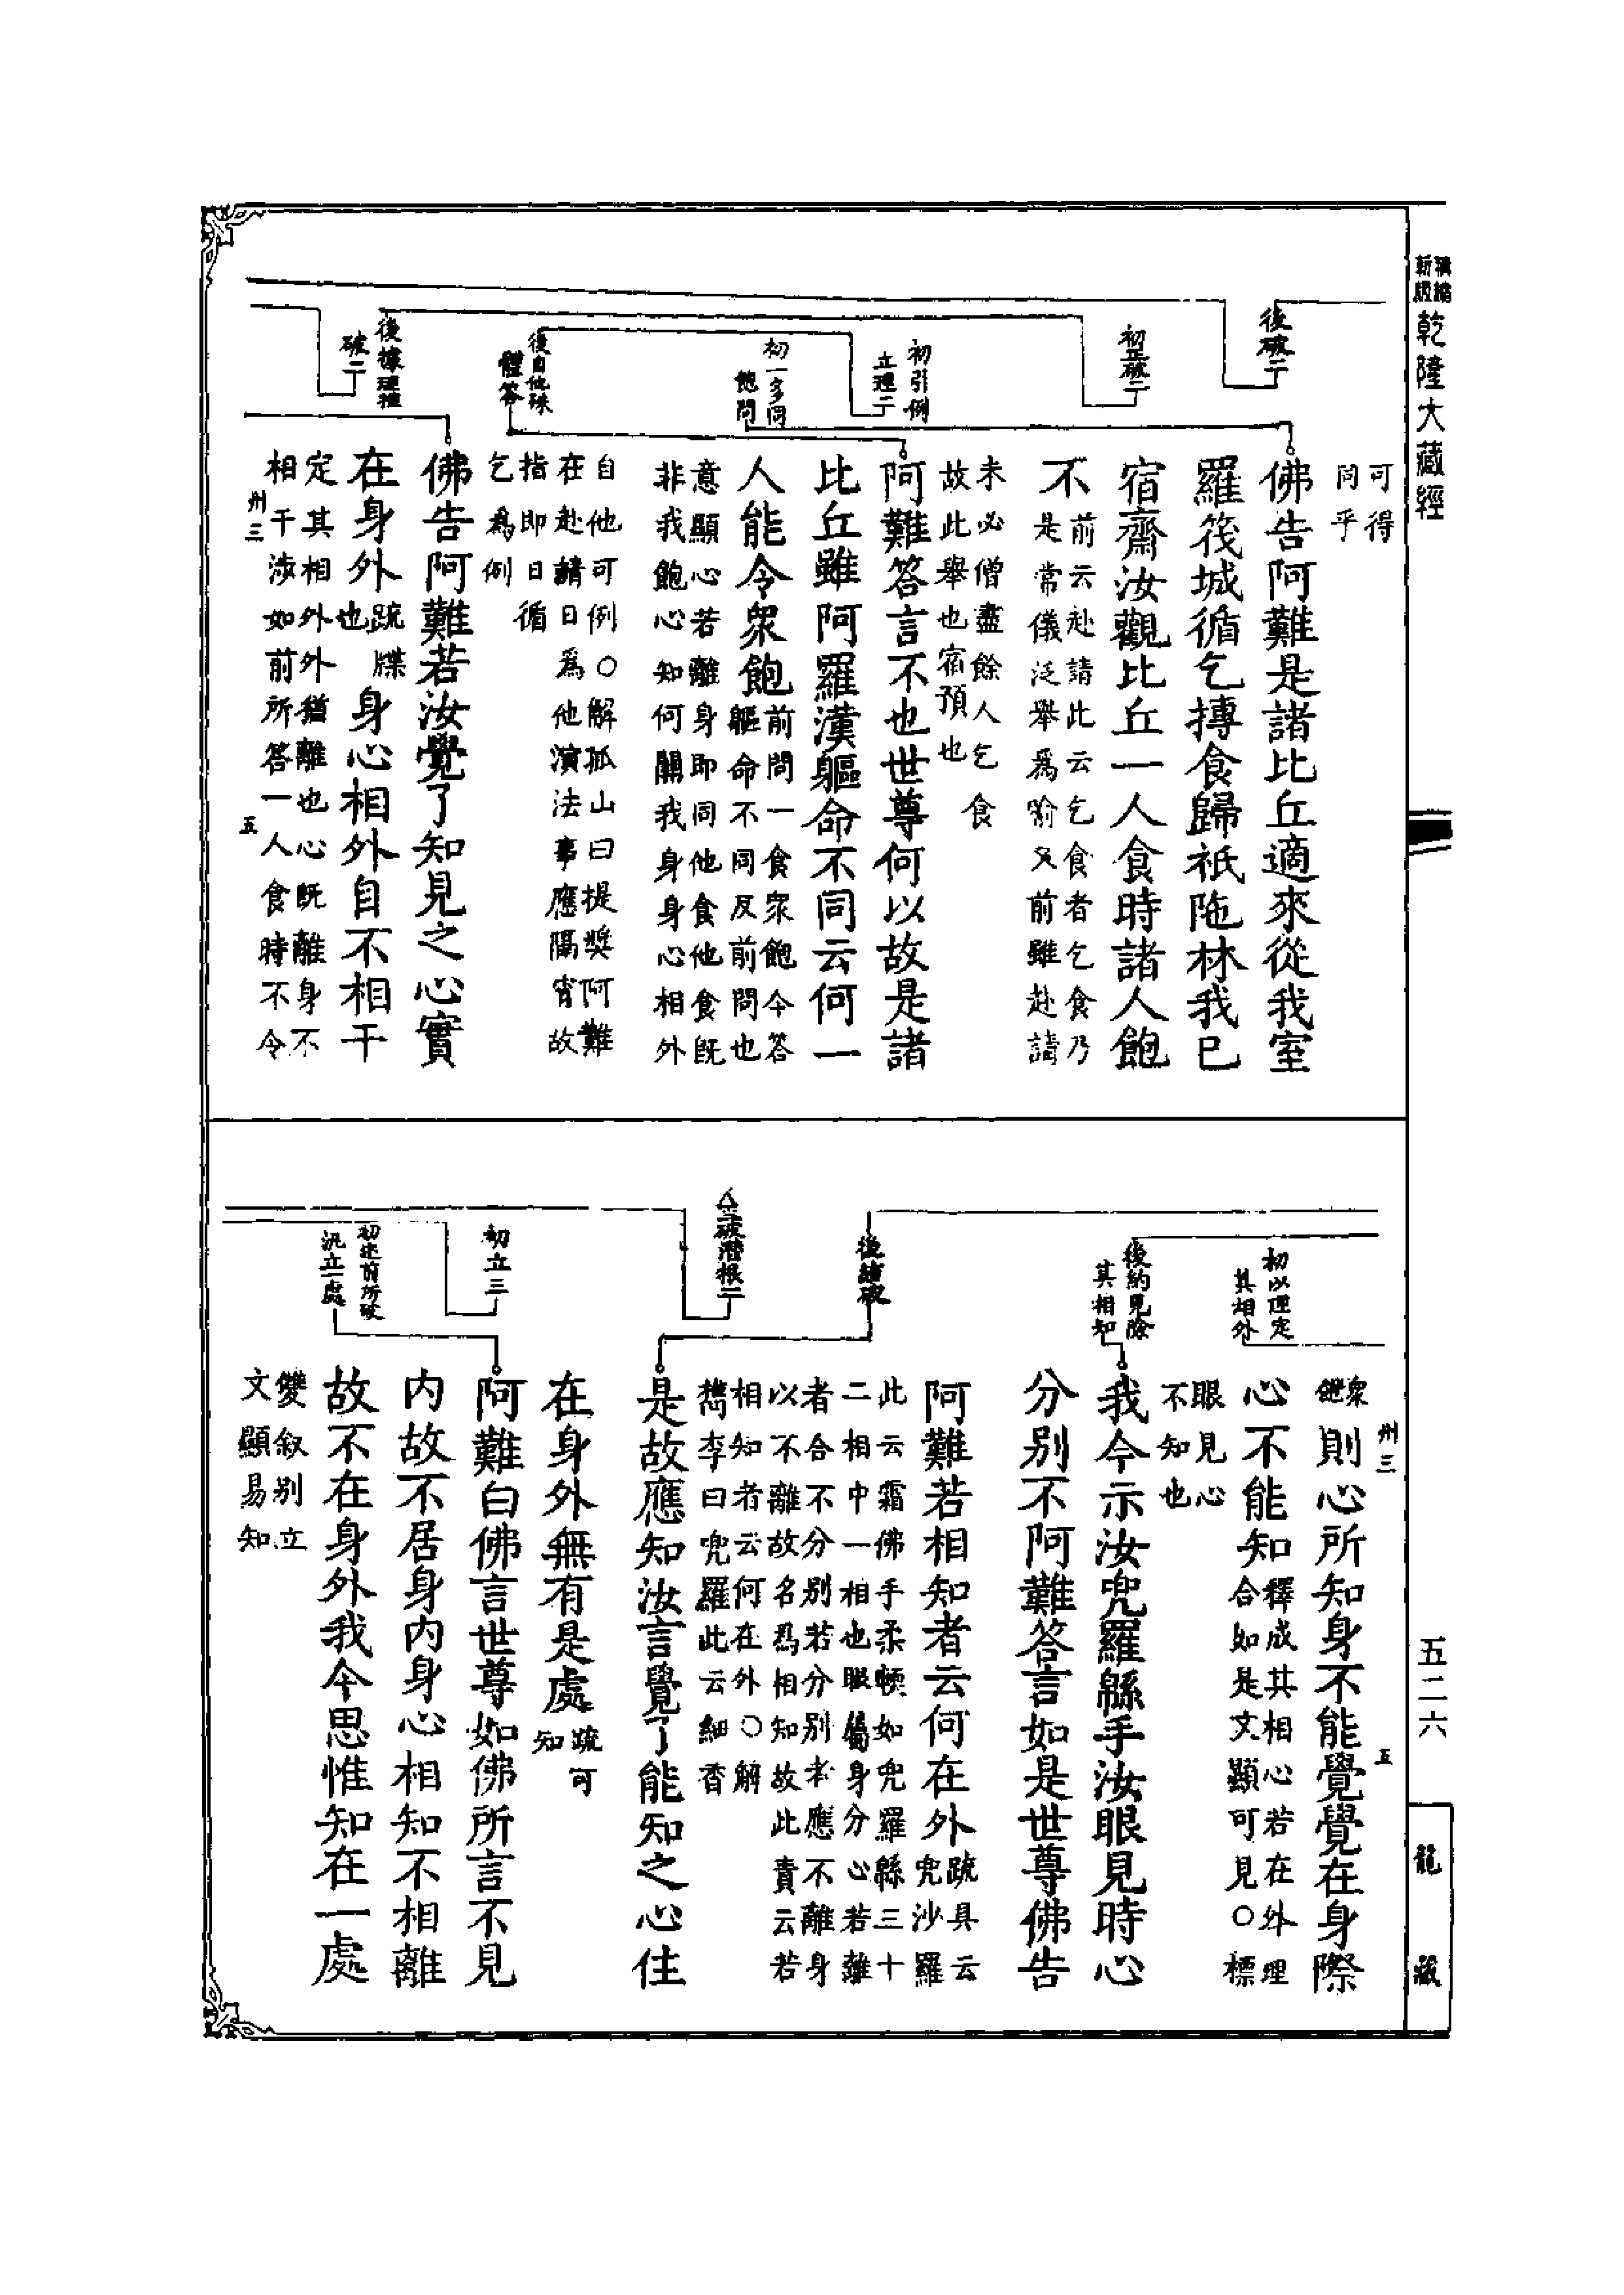 精縮
新版
乾隆大藏經
五二六
龍藏
後破二
初正破二
初引例
立理二
初一多同
飽問
後自他殊
體答
後據理推
破二
可得
同乎
佛告阿難是諸比丘適來從我室
羅筏城循乞摶食歸祇陁林我已
宿齋汝觀比丘一人食時諸人飽
不
前云赴請此云乞食者乞食乃
是常儀泛舉爲喻又前雖赴請
未必僧盡餘人乞食
故此舉也宿預也
阿難答言不也世尊何以故是諸
比丘雖阿羅漢軀命不同云何一
人能令衆飽
前問一食衆飽今答
軀命不同及前問也
意顯心若離身即同他食他食既
非我飽心知何關我身身心相外
自他可例〇解孤山曰提獎阿難
在赴請日爲他演法事應隔宵故
指即日循
乞爲例
佛告阿難若汝覺了知見之心實
在身外
疏牒
也
身心相外自不相干
定其相外外猶離也心既離身不
相干涉如前所答一人食時不令
州三
五
初以理定
其相外
後約見除
其相知
後結破
△三破潛根二
初立三
初述前所破
汎立一處
州三
五
衆
飽
則心所知身不能覺覺在身際
心不能知
釋成其相心若在外理
合如是文顯可見〇標
眼見心
不知也
我今示汝兜羅緜手汝眼見時心
分别不阿難答言如是世尊佛告
阿難若相知者云何在外
疏具云
兜沙羅
此云霜佛手柔輭如兜羅緜三十
二相中一相也眼屬身分心若離
者合不分别若分别者應不離身
以不離故名爲相知故此責云若
相知者云何在外〇解
檇李曰兜羅此云細香
是故應知汝言覺了能知之心住
在身外無有是處
疏可
知
阿難白佛言世尊如佛所言不見
内故不居身内身心相知不相離
故不在身外我今思惟知在一處
雙叙别立
文顯易知